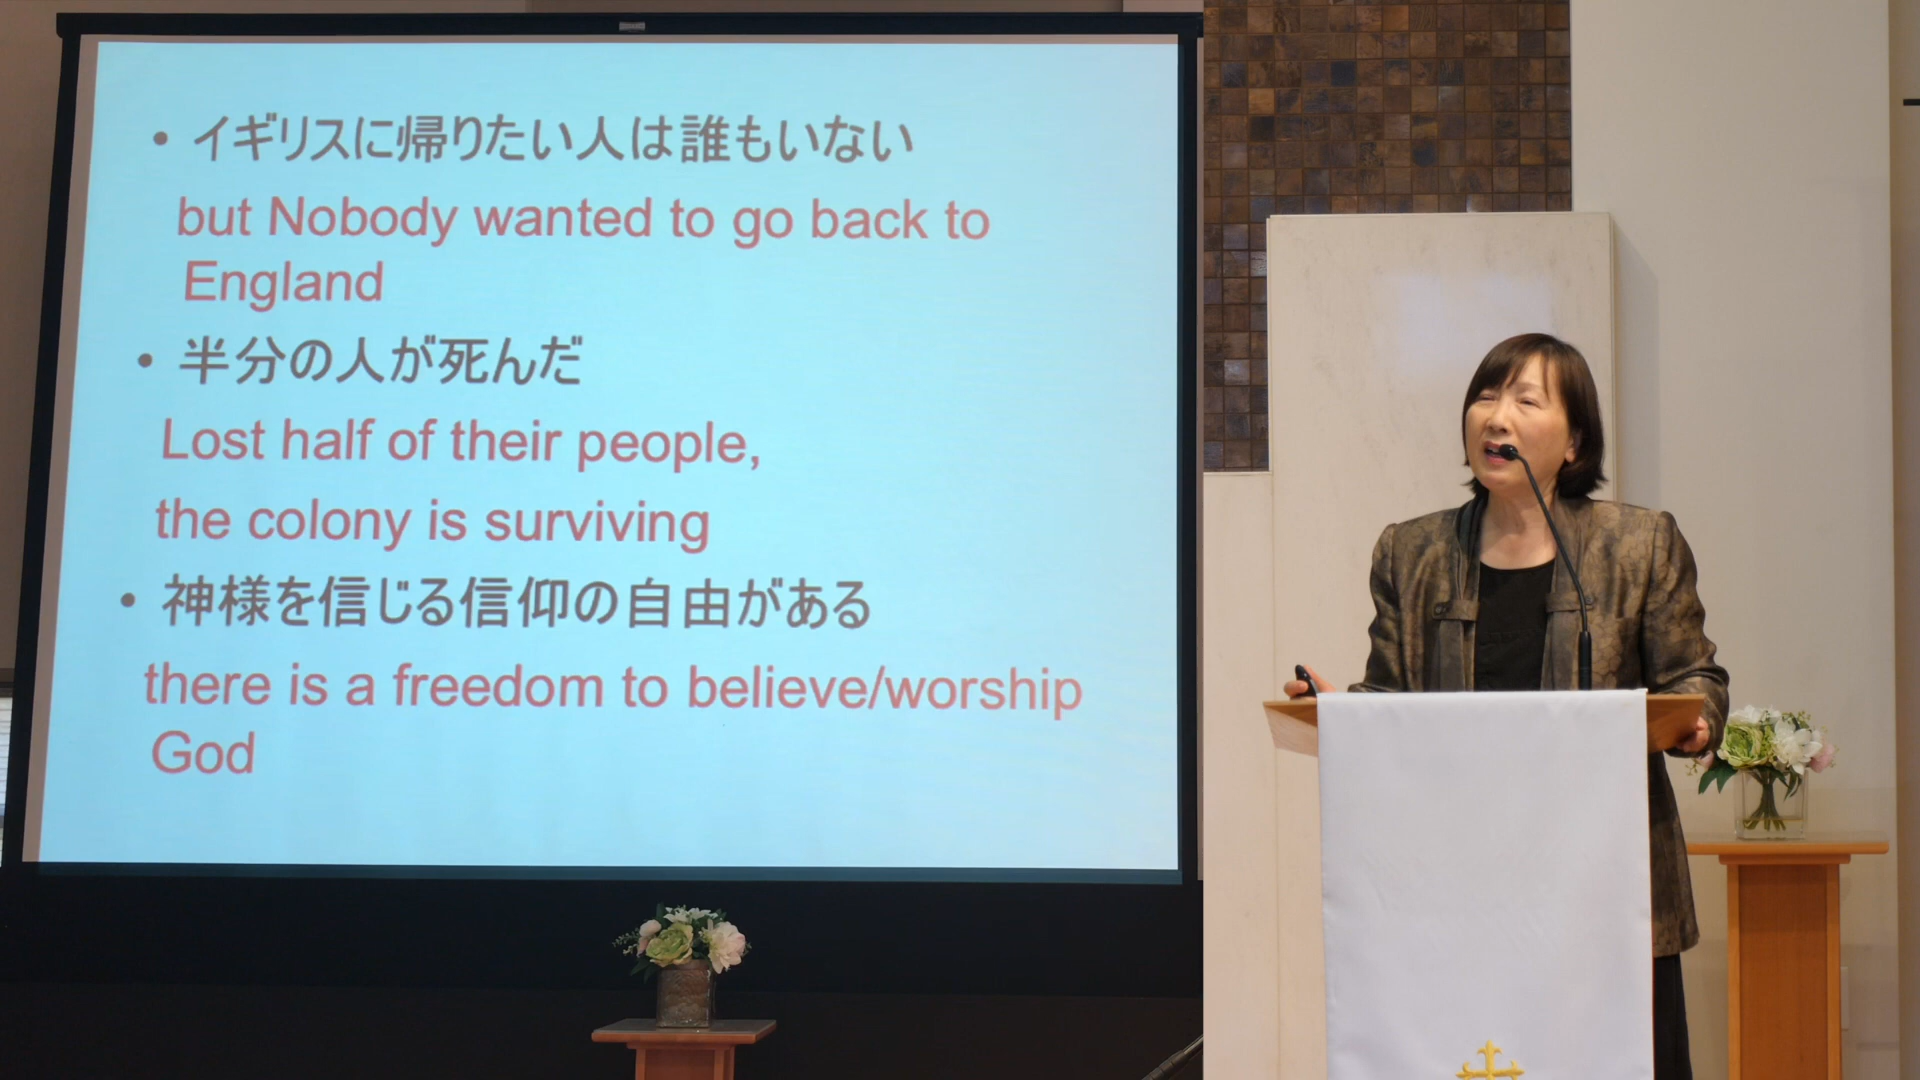 • イギリスに帰りたい人は誰もいない
but Nobody wanted to go back to
England
• 半分の人が死んだ
Lost half of their people,
the colony is surviving
• 神様を信じる信仰の自由がある
there is a freedom to believe/worship
God